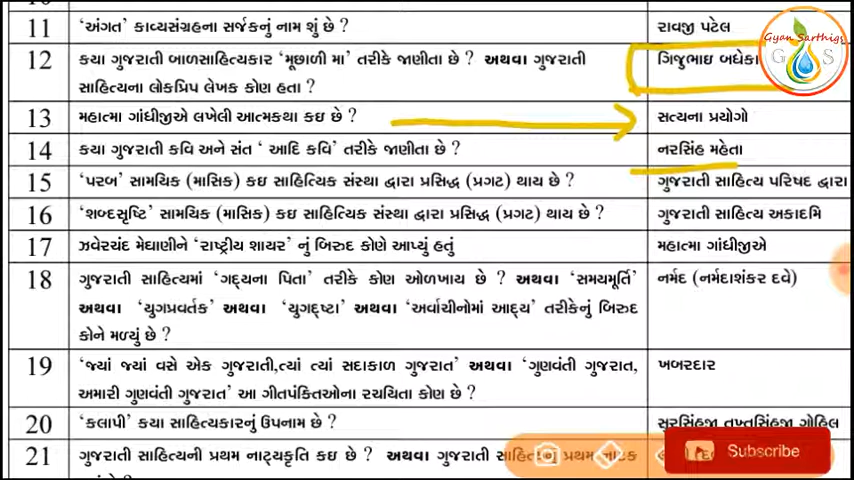 11 ‘અંગત’ કાવ્યસંગ્રહના સર્જકનું નામ શું છે ? રાવજી પટેલ
Gyan Sarthigs
G S
12 કયા ગુજરાતી બાળસાહિત્યકાર ‘મૂછાળી મા’ તરીકે જાણીતા છે ? અથવા ગુજરાતી ગિજુભાઇ બધેકા
સાહિત્યના લોકપ્રિપ લેખક કોણ હતા ?
13 મહાત્મા ગાંધીજીએ લખેલી આત્મકથા કઇ છે ? સત્યના પ્રયોગો
14 કયા ગુજરાતી કવિ અને સંત ‘ આદિ કવિ’ તરીકે જાણીતા છે ? નરસિંહ મહેતા
15 ‘પરબ’ સામયિક (માસિક) કઇ સાહિત્યિક સંસ્થા દ્વારા પ્રસિદ્ધ (પ્રગટ) થાય છે ? ગુજરાતી સાહિત્ય પરિષદ દ્વારા
16 ‘શબ્દસૃષ્ટિ’ સામયિક (માસિક) કઇ સાહિત્યિક સંસ્થા દ્વારા પ્રસિદ્ધ (પ્રગટ) થાય છે ? ગુજરાતી સાહિત્ય અકાદમિ
17 ઝવેરચંદ મેઘાણીને ‘રાષ્ટ્રીય શાયર’ નું બિરુદ કોણે આપ્યું હતું મહાત્મા ગાંધીજીએ
18 ગુજરાતી સાહિત્યમાં ‘ગદ્યના પિતા’ તરીકે કોણ ઓળખાય છે ? અથવા ‘સમયમૂર્તિ’ નર્મદ (નર્મદાશંકર દવે)
અથવા ‘યુગપ્રવર્તક’ અથવા ‘યુગદ્રષ્ટા’ અથવા ‘અર્વાચીનોમાં આદ્ય’ તરીકેનું બિરુદ
કોને મળ્યું છે ?
19 ‘જ્યાં જ્યાં વસે એક ગુજરાતી,ત્યાં ત્યાં સદાકાળ ગુજરાત’ અથવા ‘ગુણવંતી ગુજરાત, ખબરદાર
અમારી ગુણવંતી ગુજરાત’ આ ગીતપંક્તિઓના રચયિતા કોણ છે ?
20 ‘કલાપી’ કયા સાહિત્યકારનું ઉપનામ છે ? સુરસિંહજી તખ્તસિંહજી ગોહિલ
21 ગુજરાતી સાહિત્યની પ્રથમ નાટ્યકૃતિ કઇ છે ? અથવા ગુજરાતી સાહિત્યનું પ્રથમ નાટક
Subscribe